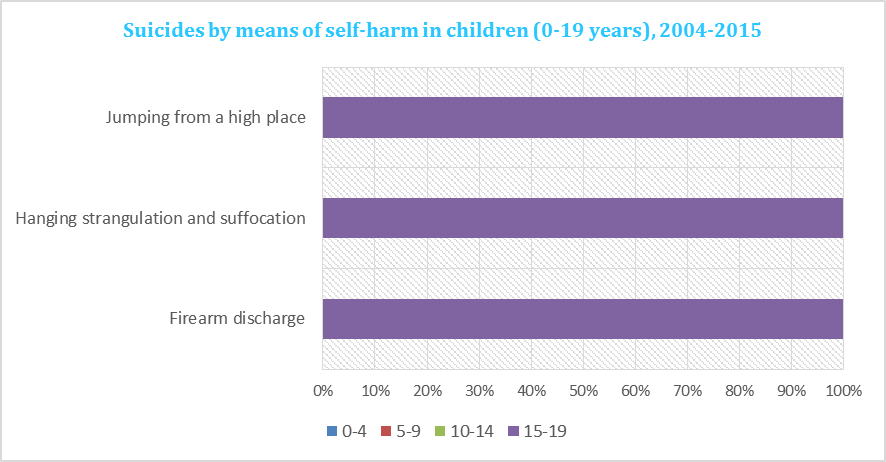 Suicides by means of self-harm in children (0-19 years), 2004-2015
Jumping from a high place
Hanging strangulation and suffocation
Firearm discharge
0% 10% 20% 30% 40% 50% 60% 70% 80% 90% 100%
0-4 5-9 10-14 15-19